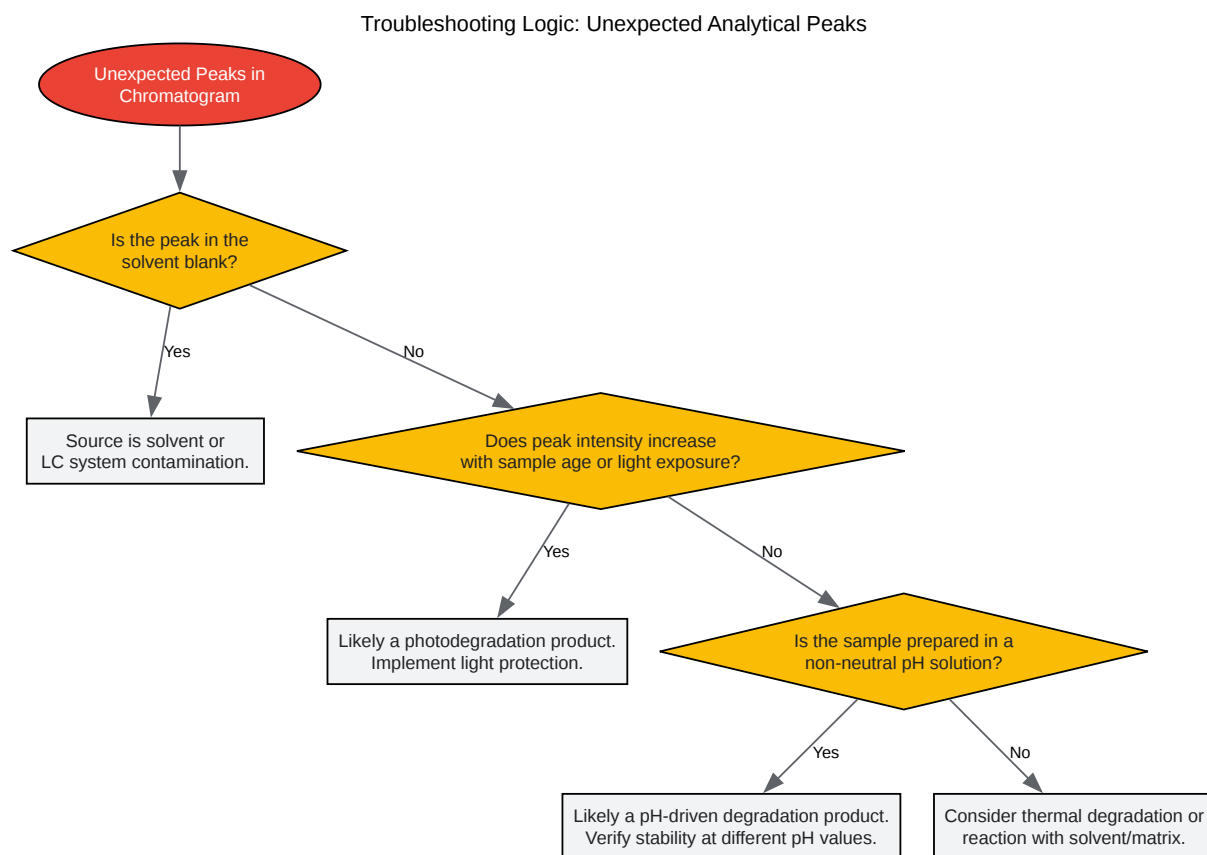 Troubleshooting Logic: Unexpected Analytical Peaks
Unexpected Peaks in
Chromatogram
Is the peak in the
solvent blank?
Yes
No
Source is solvent or
LC system contamination.
Does peak intensity increase
with sample age or light exposure?
Yes
No
Likely a photodegradation product.
Implement light protection.
Is the sample prepared in a
non-neutral pH solution?
Yes
No
Likely a pH-driven degradation product.
Verify stability at different pH values.
Consider thermal degradation or
reaction with solvent/matrix.